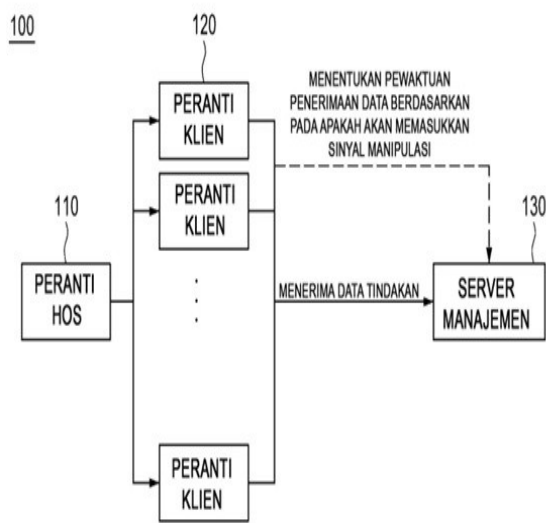 100
120
PERANTI
KLIEN
MENENTUKAN PEWAKTUAN
PENERIMAAN DATA BERDASARKAN
PADA APAKAH AKAN MEMASUKKAN
SINYAL MANIPULASI
PERANTI
KLIEN
110
130
PERANTI
HOS
MENERIMA DATA TINDAKAN
SERVER
MANAJEMEN
PERANTI
KLIEN